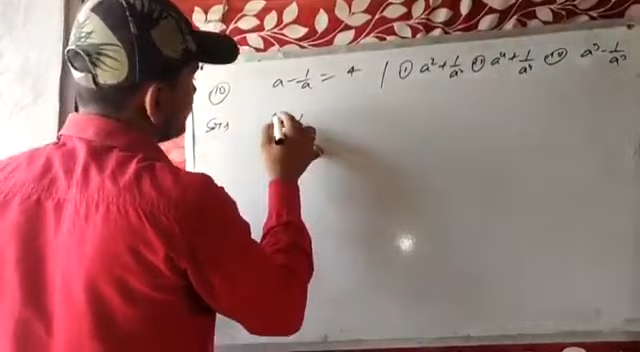 (10) a - 1/a = 4 | (i) a² + 1/a² (ii) a⁴ + 1/a⁴ (iii) a³ - 1/a³